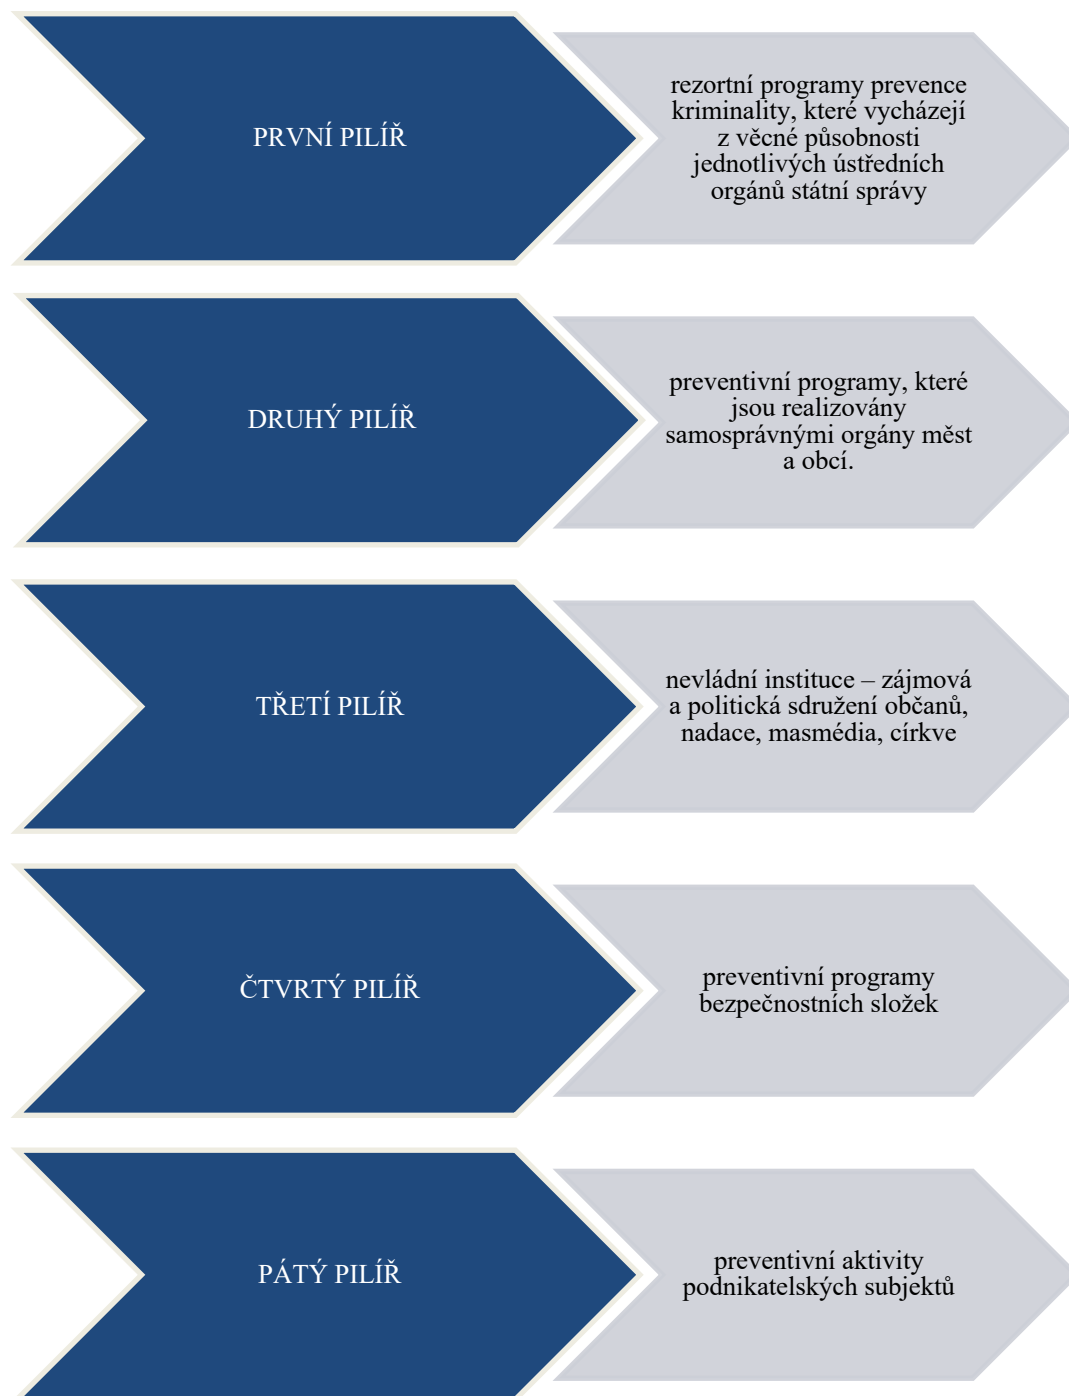 PRVNÍ PILÍŘ
rezortní programy prevence
kriminality, které vycházejí
z věcné působnosti
jednotlivých ústředních
orgánů státní správy
DRUHÝ PILÍŘ
preventivní programy, které
jsou realizovány
samosprávnými orgány měst
a obcí.
TŘETÍ PILÍŘ
nevládní instituce – zájmová
a politická sdružení občanů,
nadace, masmédia, církve
ČTVRTÝ PILÍŘ
preventivní programy
bezpečnostních složek
PÁTÝ PILÍŘ
preventivní aktivity
podnikatelských subjektů